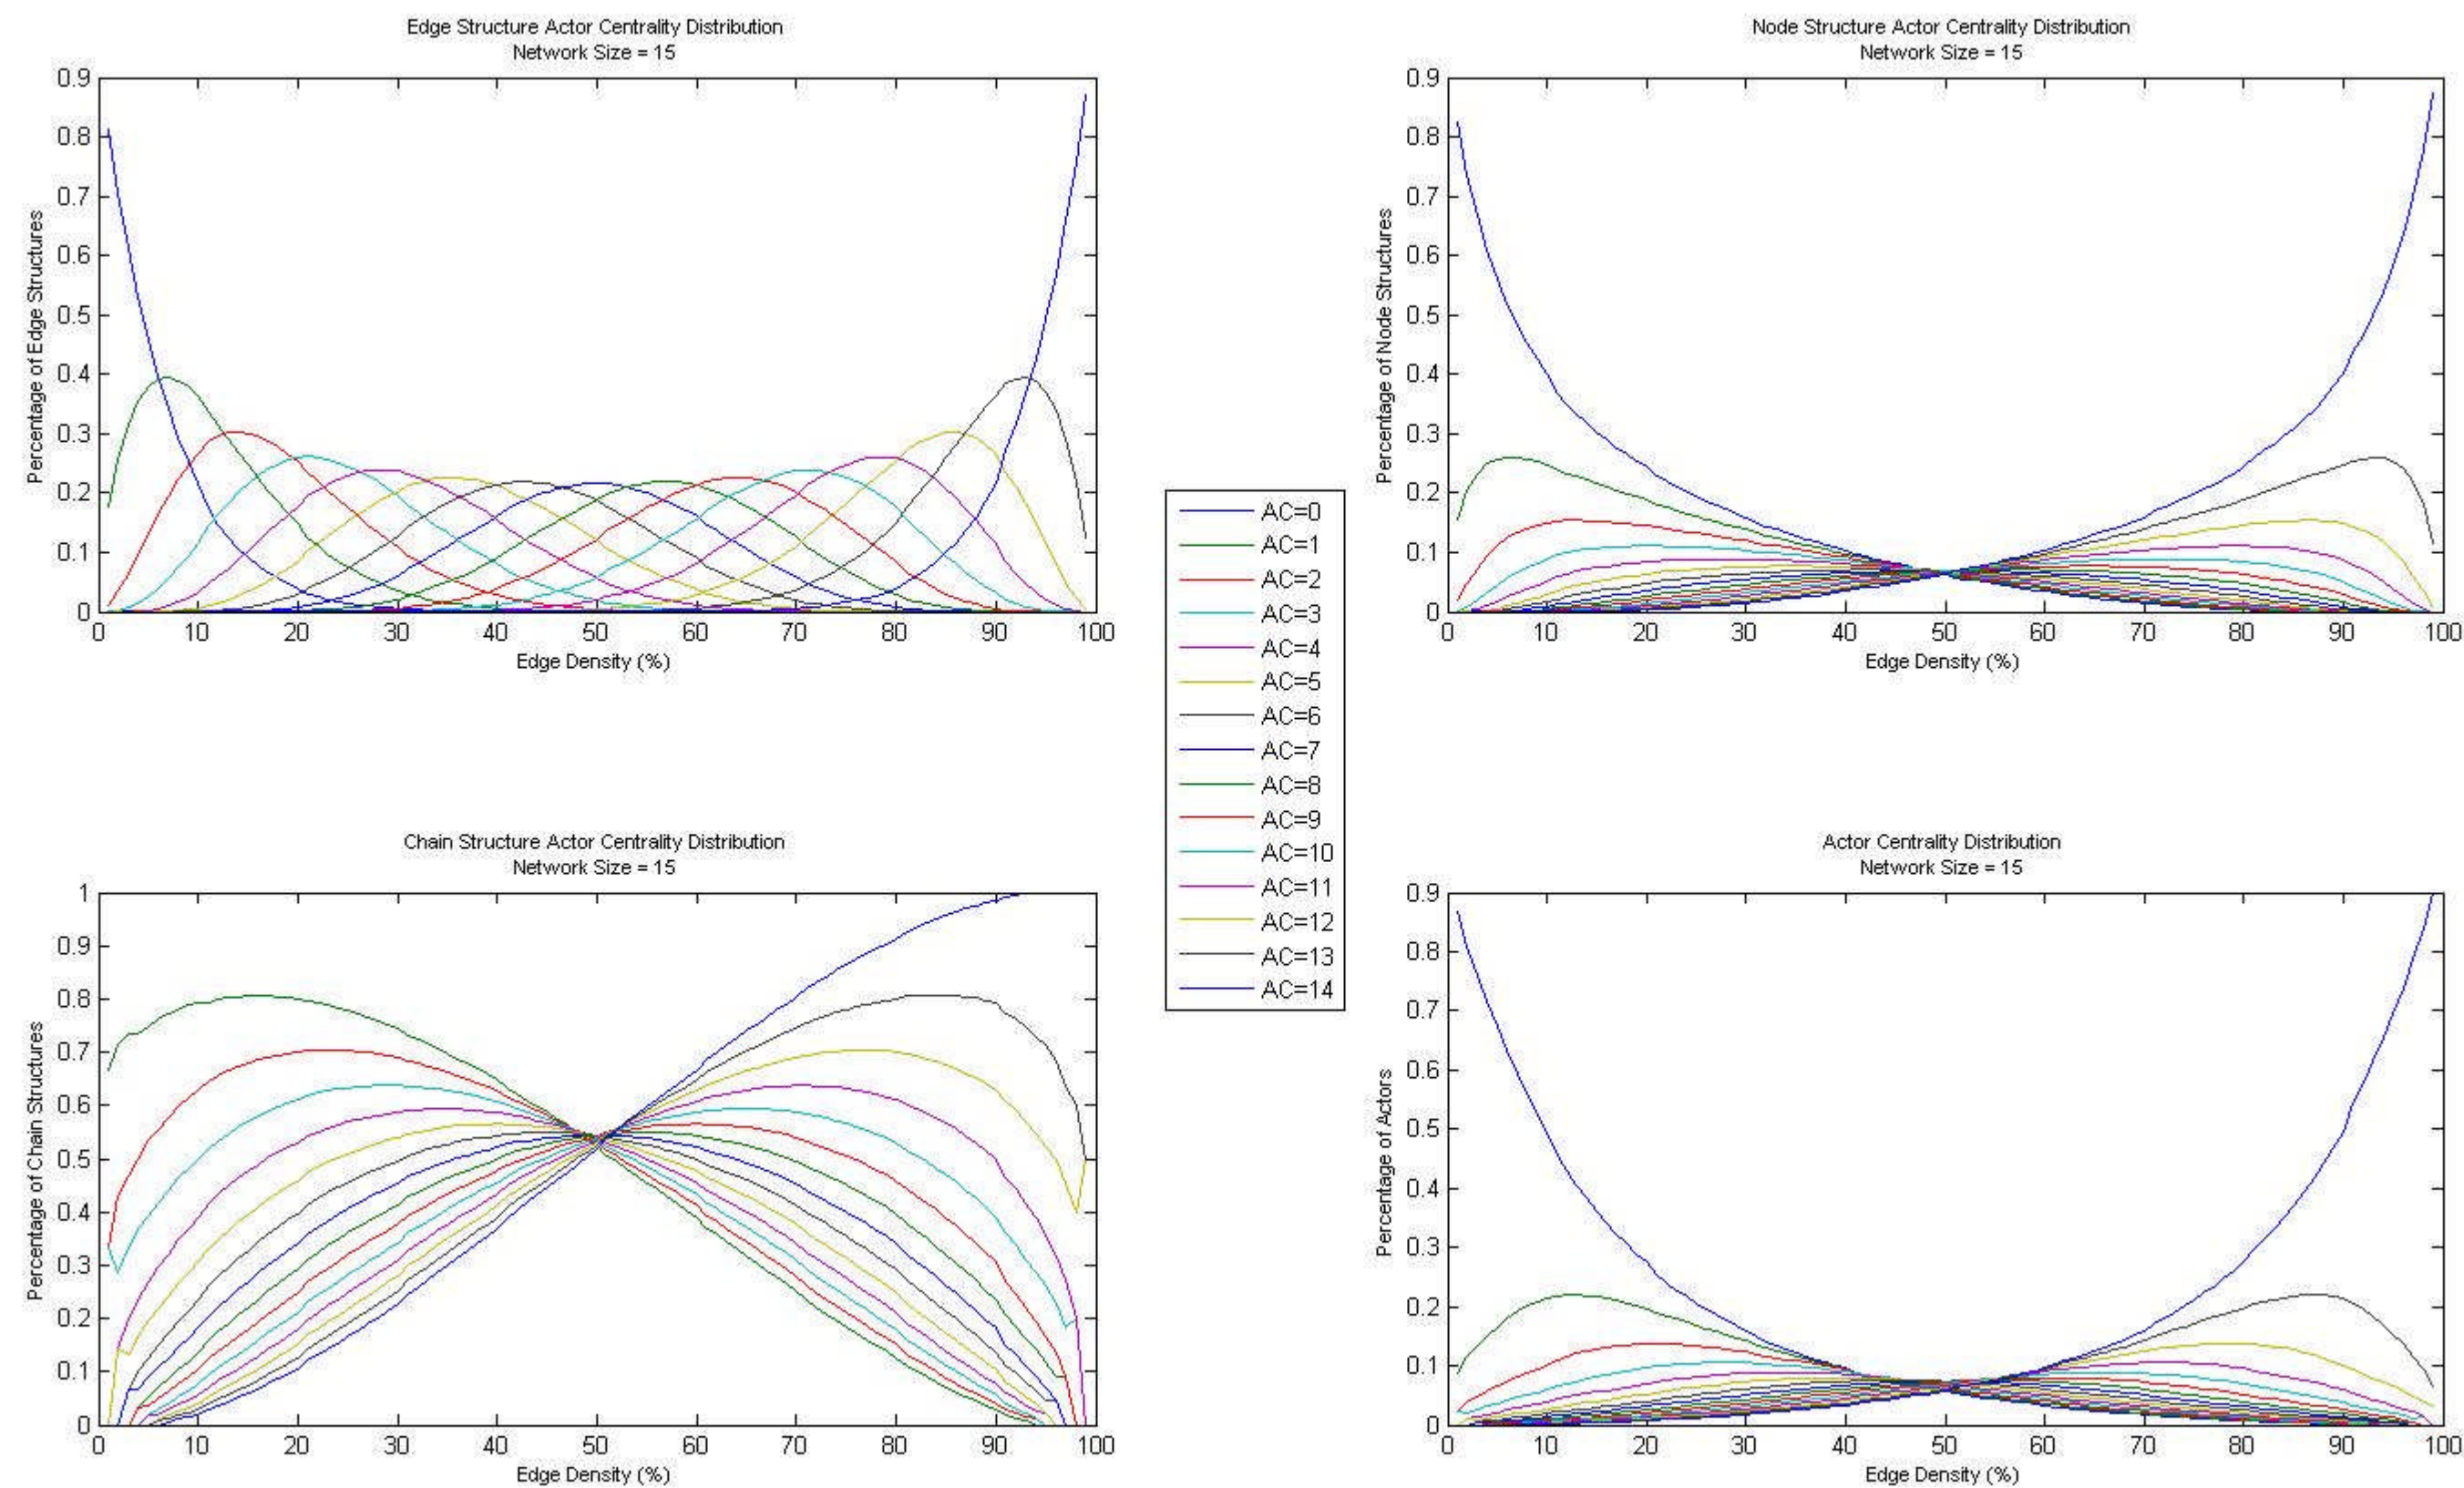 Edge Structure Actor Centrality Distribution
Network Size = 15
0.9
0.8
0.7
0.6
0.5
0.4
0.3
0.2
0.1
0
Percentage of Edge Structures
0 10 20 30 40 50 60 70 80 90 100
Edge Density (%)
Node Structure Actor Centrality Distribution
Network Size = 15
0.9
0.8
0.7
0.6
0.5
0.4
0.3
0.2
0.1
0
Percentage of Node Structures
0 10 20 30 40 50 60 70 80 90 100
Edge Density (%)
AC=0
AC=1
AC=2
AC=3
AC=4
AC=5
AC=6
AC=7
AC=8
AC=9
AC=10
AC=11
AC=12
AC=13
AC=14
Chain Structure Actor Centrality Distribution
Network Size = 15
1
0.9
0.8
0.7
0.6
0.5
0.4
0.3
0.2
0.1
0
Percentage of Chain Structures
0 10 20 30 40 50 60 70 80 90 100
Edge Density (%)
Actor Centrality Distribution
Network Size = 15
0.9
0.8
0.7
0.6
0.5
0.4
0.3
0.2
0.1
0
Percentage of Actors
0 10 20 30 40 50 60 70 80 90 100
Edge Density (%)